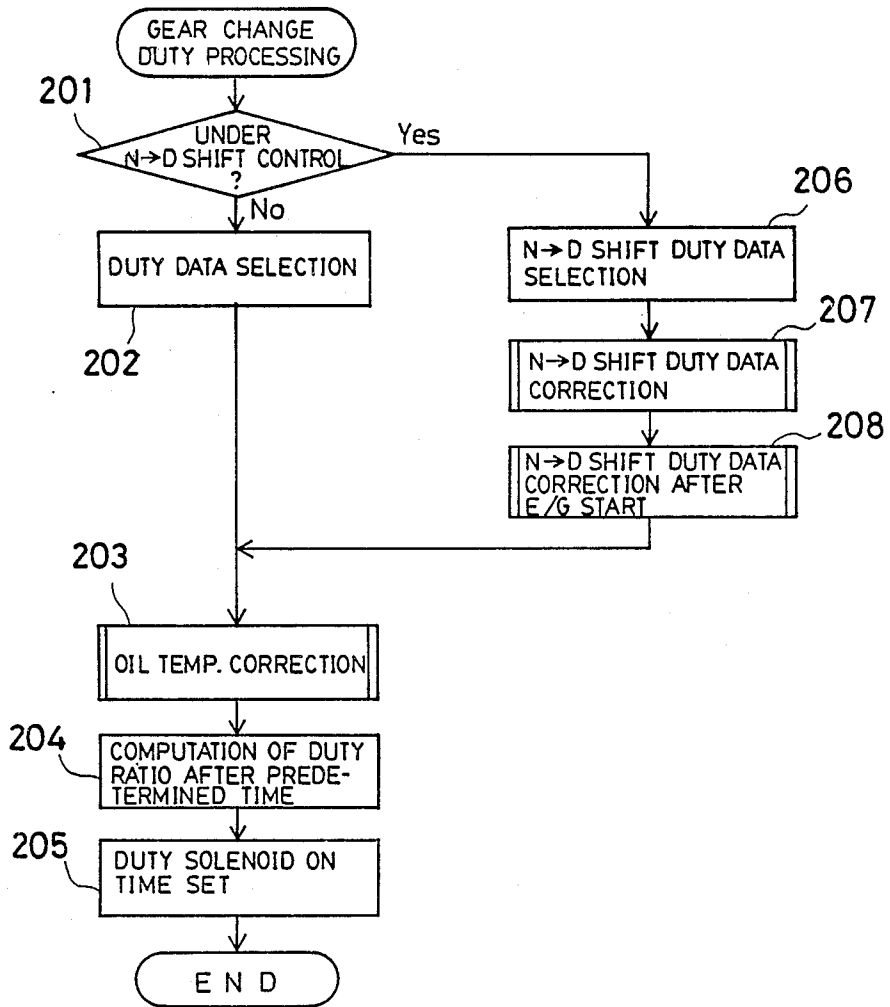 GEAR CHANGE
DUTY PROCESSING
201
UNDER
N→D SHIFT CONTROL
?
Yes
No
206
N→D SHIFT DUTY DATA
SELECTION
DUTY DATA SELECTION
202
207
N→D SHIFT DUTY DATA
CORRECTION
208
N→D SHIFT DUTY DATA
CORRECTION AFTER
E/G START
203
OIL TEMP. CORRECTION
204
COMPUTATION OF DUTY
RATIO AFTER PREDE-
TERMINED TIME
205
DUTY SOLENOID ON
TIME SET
END